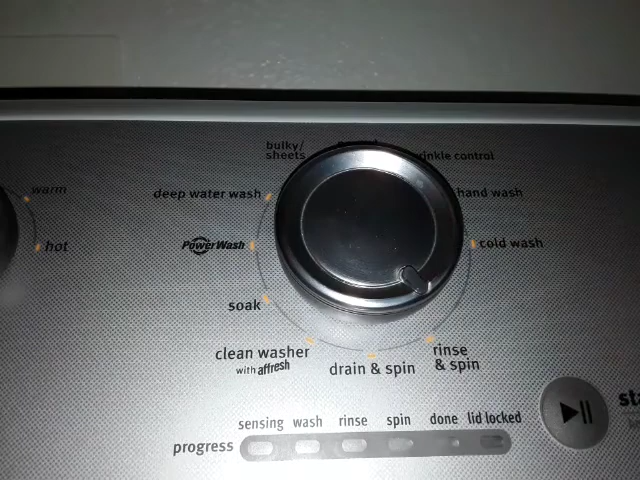 bulky/
sheets
control
warm
deep water wash
hand wash
hot
PowerWash
cold wash
soak
clean washer
with affresh
drain & spin
rinse
& spin
sensing wash rinse spin done lid locked
progress